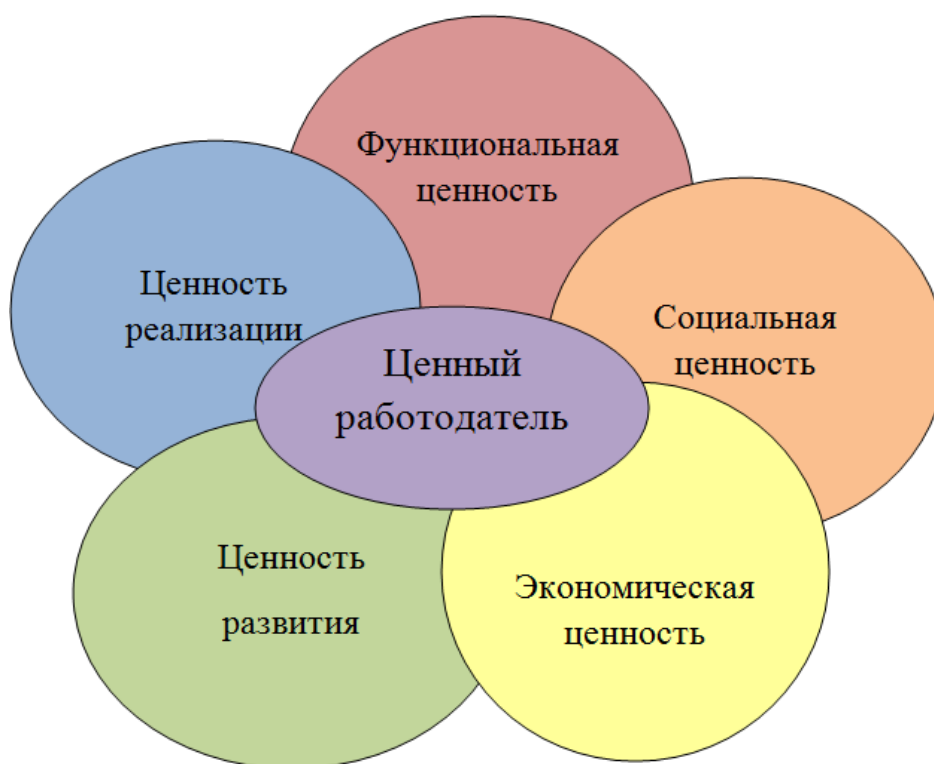 Функциональная
ценность
Ценность
реализации
Социальная
ценность
Ценный
работодатель
Ценность
развития
Экономическая
ценность